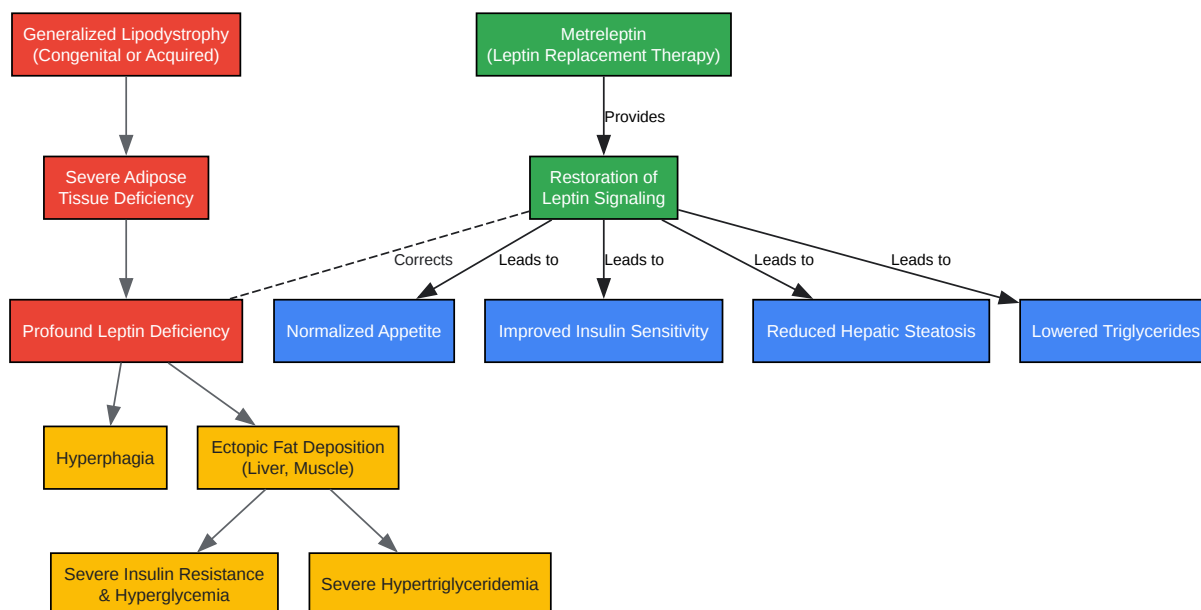 Generalized Lipodystrophy
(Congenital or Acquired)
Metreleptin
(Leptin Replacement Therapy)
Provides
Severe Adipose
Tissue Deficiency
Restoration of
Leptin Signaling
Corrects
Leads to
Leads to
Leads to
Leads to
Profound Leptin Deficiency
Normalized Appetite
Improved Insulin Sensitivity
Reduced Hepatic Steatosis
Lowered Triglycerides
Hyperphagia
Ectopic Fat Deposition
(Liver, Muscle)
Severe Insulin Resistance
& Hyperglycemia
Severe Hypertriglyceridemia